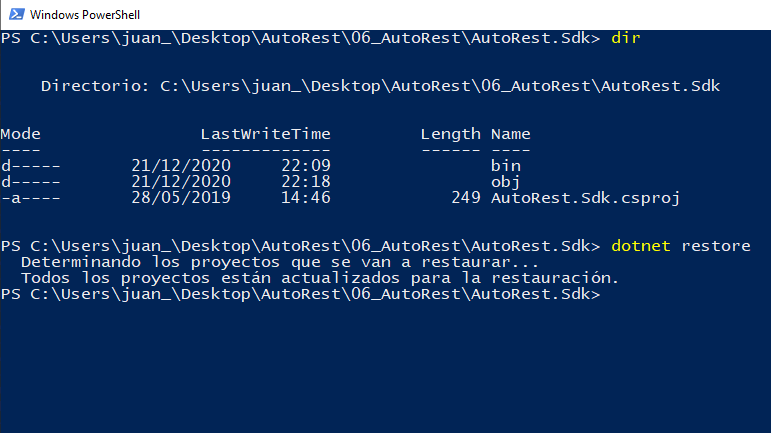 Windows PowerShell
PS C:\Users\juan_\Desktop\AutoRest\06_AutoRest\AutoRest.Sdk> dir
Directorio: C:\Users\juan_\Desktop\AutoRest\06_AutoRest\AutoRest.Sdk
Mode LastWriteTime Length Name
---- ------------- ------ ----
d----- 21/12/2020 22:09 bin
d----- 21/12/2020 22:18 obj
-a---- 28/05/2019 14:46 249 AutoRest.Sdk.csproj
PS C:\Users\juan_\Desktop\AutoRest\06_AutoRest\AutoRest.Sdk> dotnet restore
Determinando los proyectos que se van a restaurar...
Todos los proyectos están actualizados para la restauración.
PS C:\Users\juan_\Desktop\AutoRest\06_AutoRest\AutoRest.Sdk>